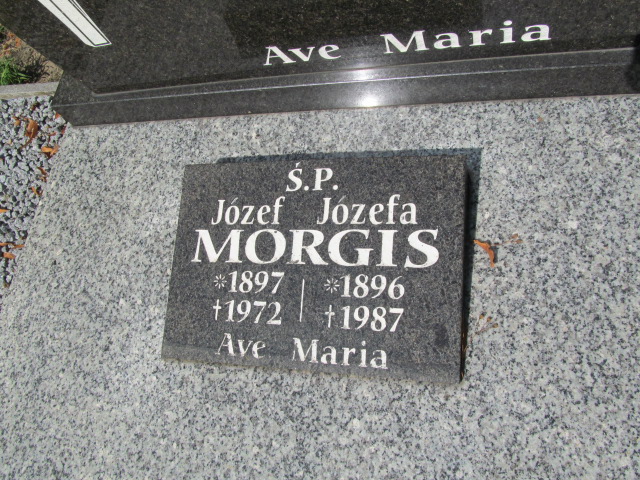 Ave Maria
Ś.P.
Józef Józefa
MORGIS
*1897 | *1896
†1972 | †1987
Ave Maria